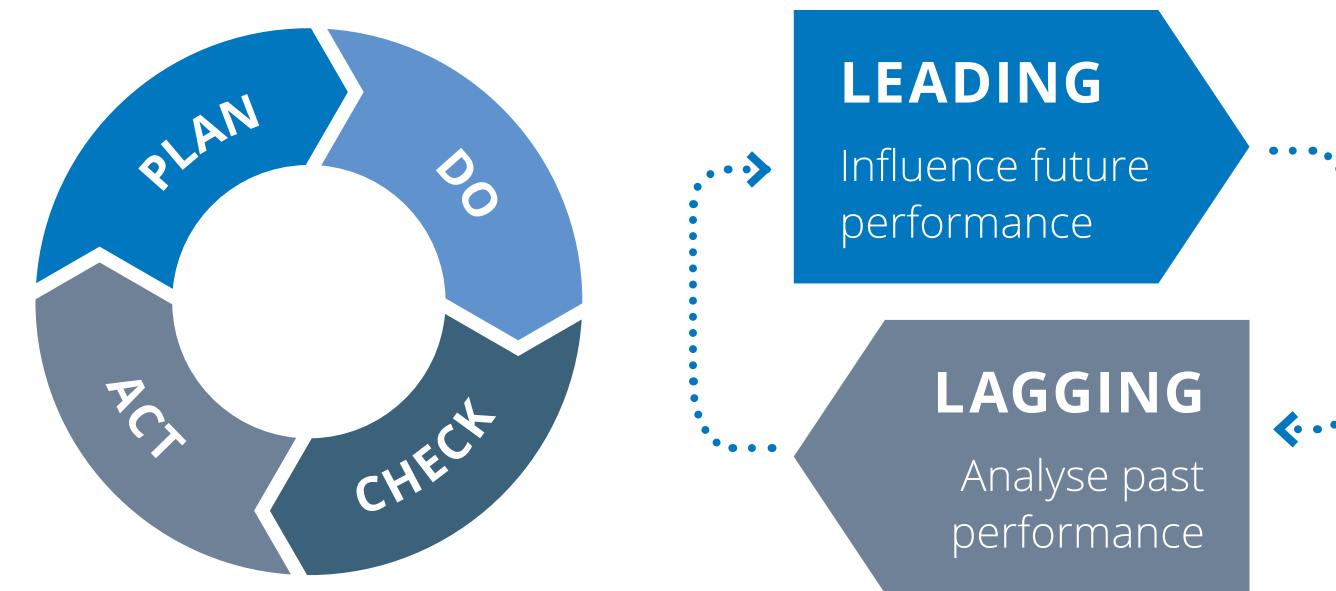 PLAN
DO
CHECK
ACT
LEADING
Influence future
performance
LAGGING
Analyse past
performance